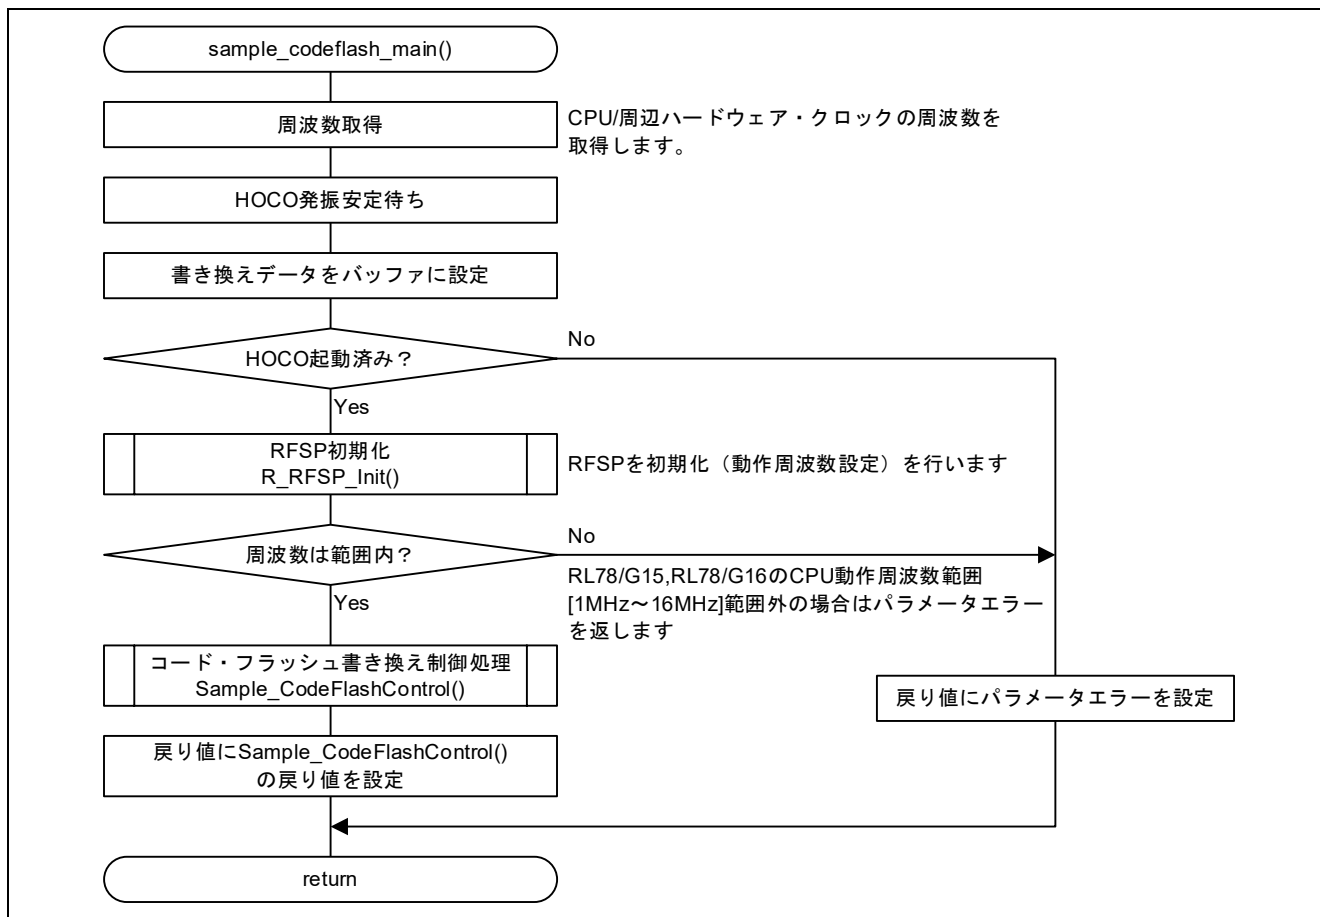 sample_codeflash_main()
周波数取得
CPU/周辺ハードウェア・クロックの周波数を
取得します。
HOCO発振安定待ち
書き換えデータをバッファに設定
HOCO起動済み？
No
Yes
RFSP初期化
R_RFSP_Init()
RFSPを初期化（動作周波数設定）を行います
周波数は範囲内？
No
RL78/G15,RL78/G16のCPU動作周波数範囲
[1MHz～16MHz]範囲外の場合はパラメータエラー
を返します
Yes
コード・フラッシュ書き換え制御処理
Sample_CodeFlashControl()
戻り値にパラメータエラーを設定
戻り値にSample_CodeFlashControl()
の戻り値を設定
return